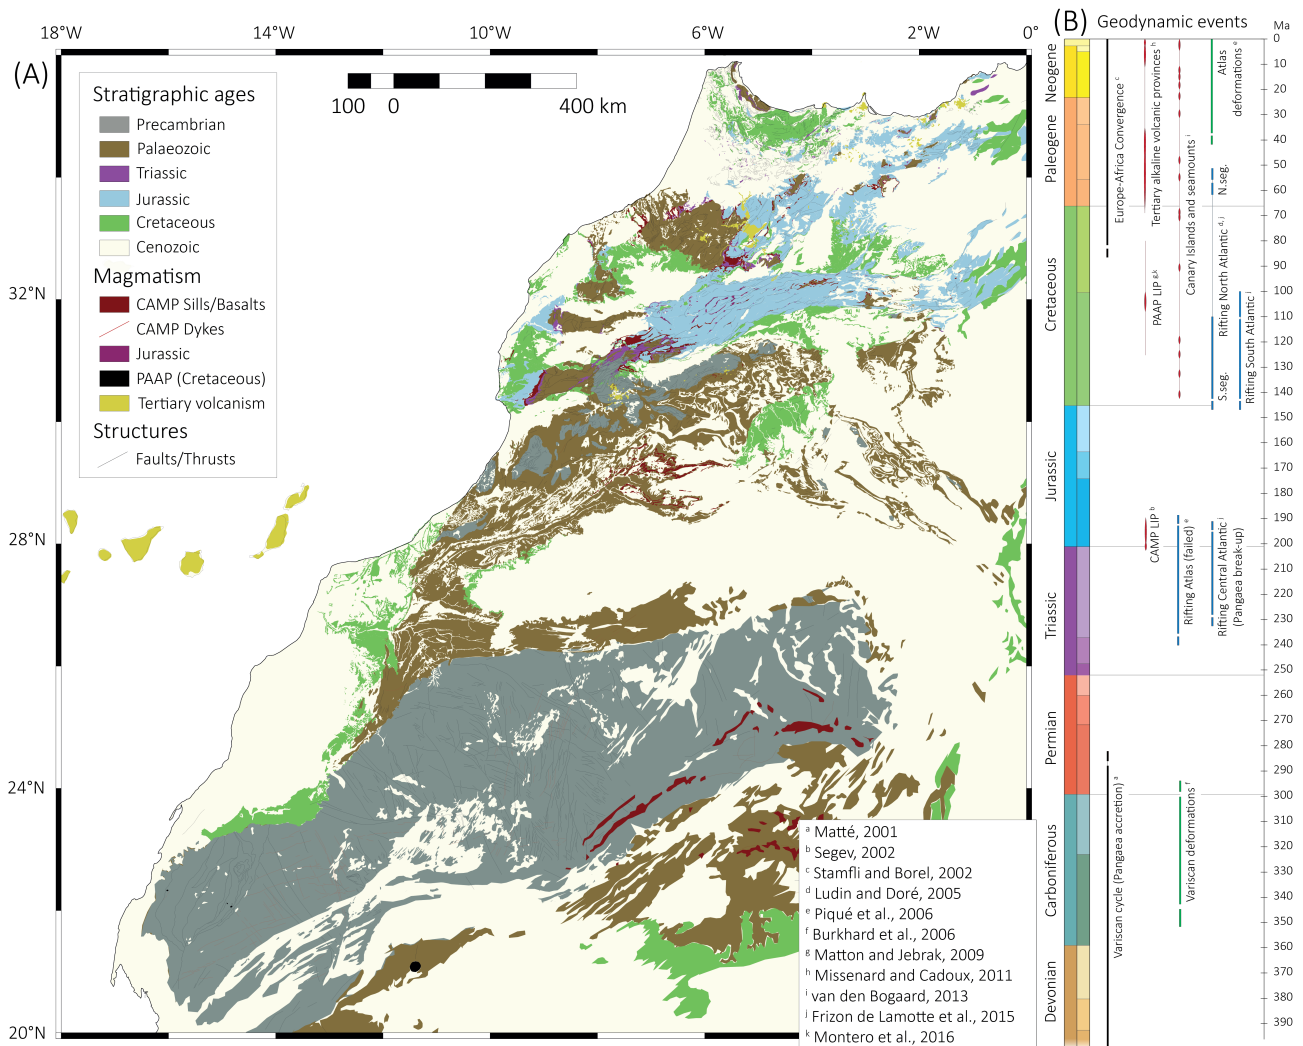 (A)
18°W
14°W
10°W
6°W
2°W
0°
32°N
28°N
24°N
20°N
100 0 400 km
Stratigraphic ages
Precambrian
Palaeozoic
Triassic
Jurassic
Cretaceous
Cenozoic
Magmatism
CAMP Sills/Basalts
CAMP Dykes
Jurassic
PAAP (Cretaceous)
Tertiary volcanism
Structures
Faults/Thrusts
a Matté, 2001
b Segev, 2002
c Stamfli and Borel, 2002
d Ludin and Doré, 2005
e Piqué et al., 2006
f Burkhard et al., 2006
g Matton and Jebrak, 2009
h Missenard and Cadoux, 2011
i van den Bogaard, 2013
j Frizon de Lamotte et al., 2015
k Montero et al., 2016
(B) Geodynamic events
Ma
0
10
20
30
40
50
60
70
80
90
100
110
120
130
140
150
160
170
180
190
200
210
220
230
240
250
260
270
280
290
300
310
320
330
340
350
360
370
380
390
Neogene
Paleogene
Cretaceous
Jurassic
Triassic
Permian
Carboniferous
Devonian
Europe-Africa Convergence c
Tertiary alkaline volcanic provinces h
Canary Islands and seamounts i
Atlas
deformations e
N.seg.
Rifting North Atlantic d, j
S.seg.
Rifting South Atlantic j
PAAP LIP g,k
CAMP LIP b
Rifting Atlas (failed) e
Rifting Central Atlantic j
(Pangaea break-up)
Variscan cycle (Pangaea accretion) a
Variscan deformations f